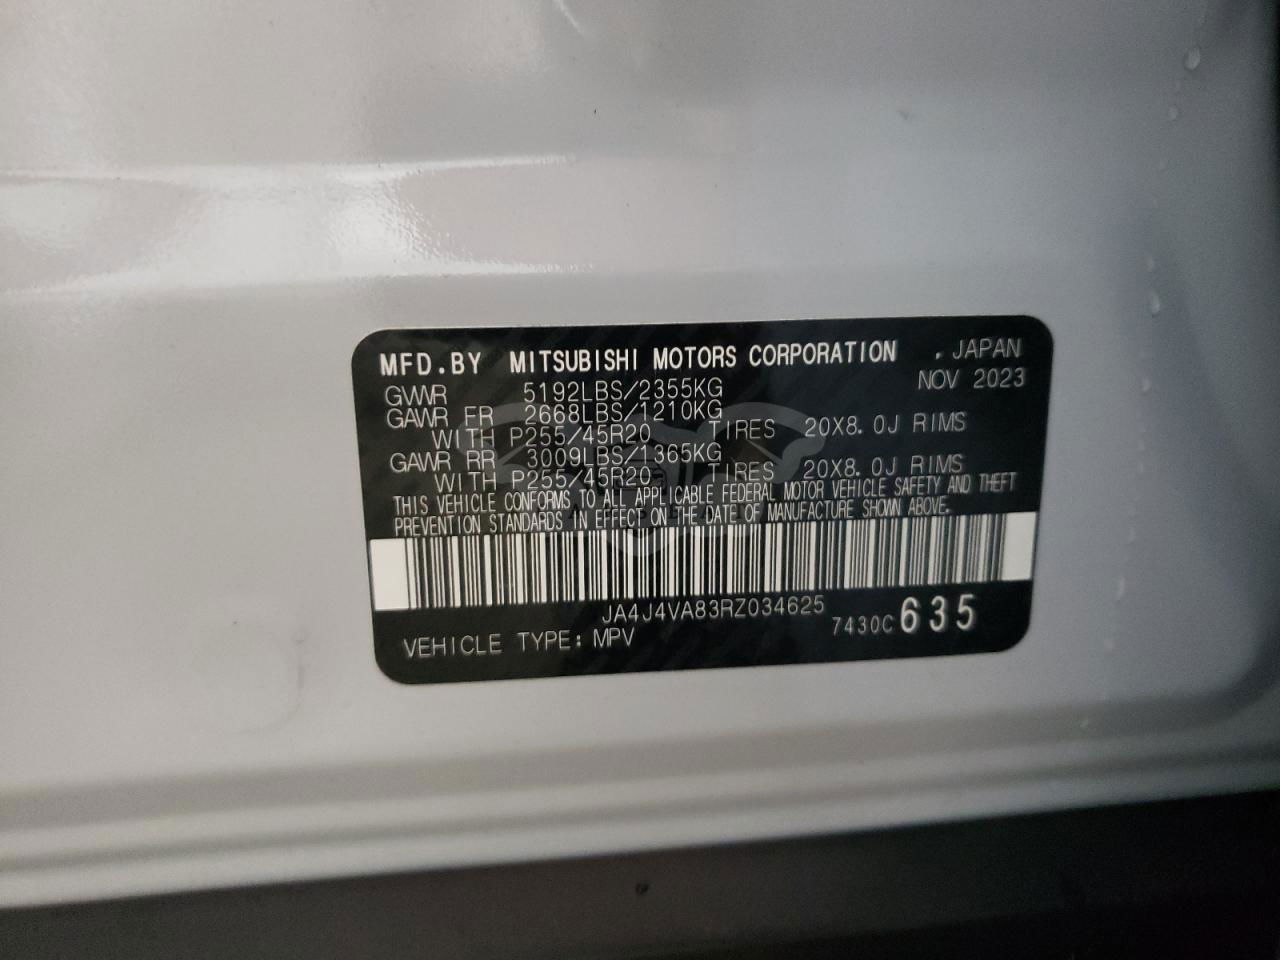 MFD.BY MITSUBISHI MOTORS CORPORATION . JAPAN
NOV 2023
GVWR 5192LBS/2355KG
GAWR FR 2668LBS/1210KG
WITH P255/45R20 TIRES 20X8.0J RIMS
GAWR RR 3009LBS/1365KG
WITH P255/45R20 TIRES 20X8.0J RIMS
THIS VEHICLE CONFORMS TO ALL APPLICABLE FEDERAL MOTOR VEHICLE SAFETY AND THEFT
PREVENTION STANDARDS IN EFFECT ON THE DATE OF MANUFACTURE SHOWN ABOVE.
JA4J4VA83RZ034625
7430C 635
VEHICLE TYPE: MPV